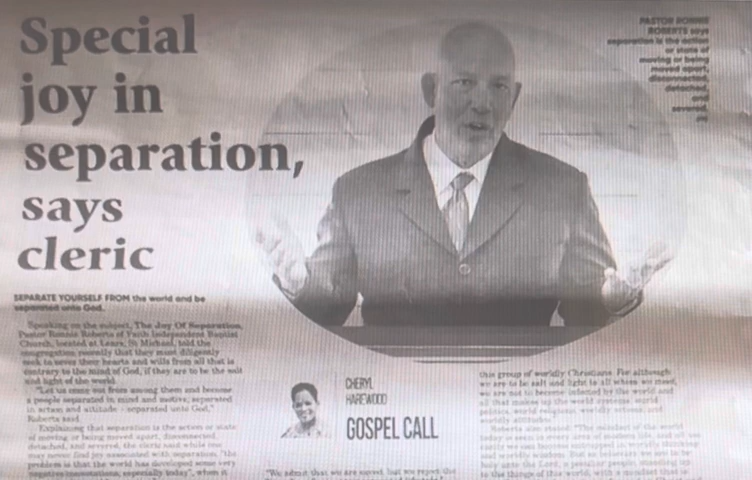 Special
joy in
separation,
says
cleric
PASTOR RONNIE
ROBERTS says
separation is the action
or state of
moving or being
moved apart,
disconnected,
detached,
and
severed.
SEPARATE YOURSELF FROM the world and be
separated unto God.
Speaking on the subject, The Joy Of Separation,
Pastor Ronnie Roberts of Faith Independent Baptist
Church, located at Lears, St Michael, told the
congregation recently that they must diligently
seek to sever their hearts and wills from all that is
contrary to the mind of God, if they are to be the salt
and light of the world.
"Let us come out from among them and become
a people separated in mind and motive, separated
in action and attitude - separated unto God,"
Roberts said.
Explaining that separation is the action or state
of moving or being moved apart, disconnected,
detached, and severed, the cleric said while one
may never find joy associated with separation, "the
problem is that the world has developed some very
negative connotations, especially today", when it
CHERYL
HAREWOOD
GOSPEL CALL
"We admit that we are saved, but we repeat the
this group of worldly Christians. For although
we are to be salt and light to all whom we meet,
we are not to become infected by the world and
all that makes up the world - the world
politics, world religions, worldly actions, and
worldly attitudes."
Roberts also stated: "The mindset of the world
today is seen in every area of modern life, and all too
easily we can become occupied in worldly thinking
and worldly wisdom. But as believers we are to be
holy unto the Lord, a peculiar people, standing up
to the things of this world, with a mindset that is